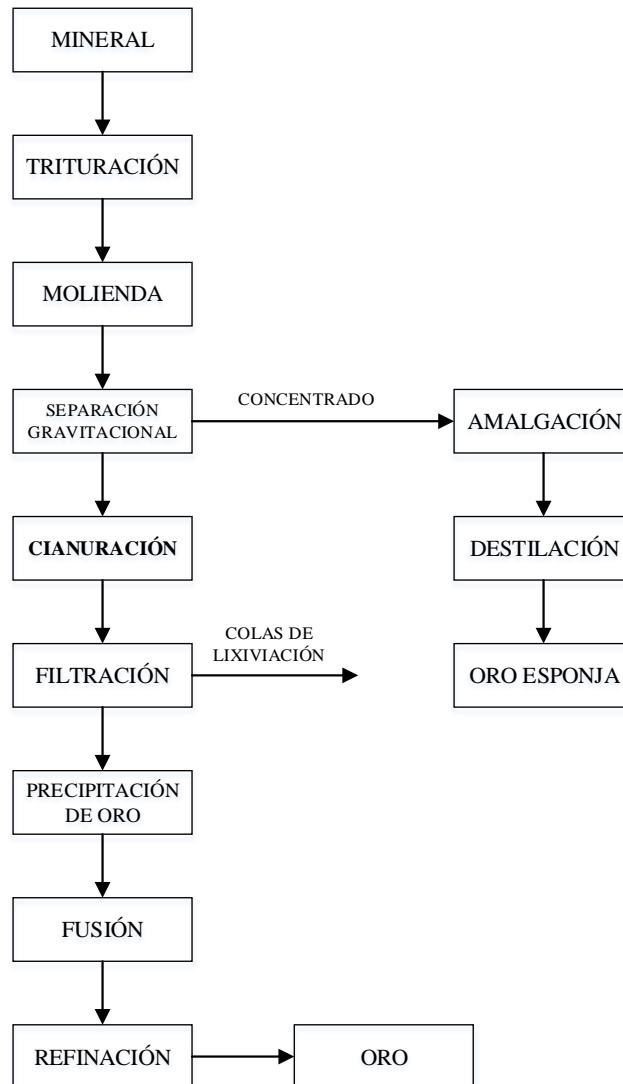 MINERAL
TRITURACIÓN
MOLIENDA
SEPARACIÓN
GRAVITACIONAL
CONCENTRADO
AMALGACIÓN
CIANURACIÓN
DESTILACIÓN
COLAS DE
LIXIVIACIÓN
FILTRACIÓN
ORO ESPONJA
PRECIPITACIÓN
DE ORO
FUSIÓN
REFINACIÓN
ORO